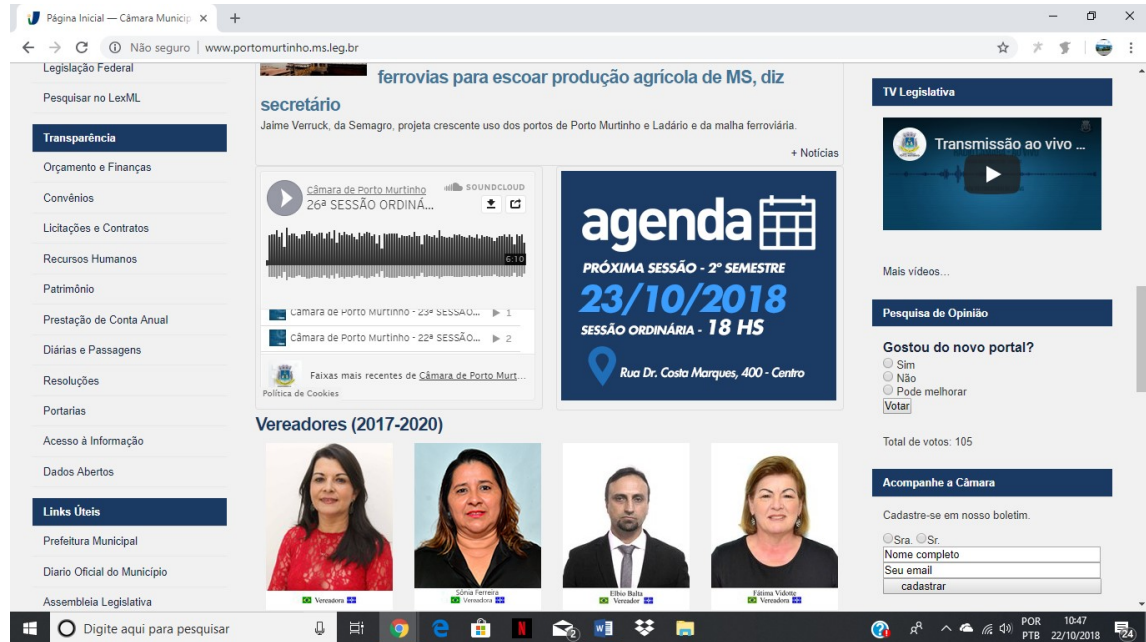 Página Inicial — Câmara Municip
Não seguro | www.portomurtinho.ms.leg.br
Legislação Federal
Pesquisar no LexML
Transparência
Orçamento e Finanças
Convênios
Licitações e Contratos
Recursos Humanos
Patrimônio
Prestação de Conta Anual
Diárias e Passagens
Resoluções
Portarias
Acesso à Informação
Dados Abertos
Links Úteis
Prefeitura Municipal
Diario Oficial do Município
Assembleia Legislativa
ferrovias para escoar produção agrícola de MS, diz
secretário
Jaime Verruck, da Semagro, projeta crescente uso dos portos de Porto Murtinho e Ladário e da malha ferroviária.
+ Notícias
Câmara de Porto Murtinho
SOUNDCLOUD
26ª SESSÃO ORDINÁ...
6:10
Câmara de Porto Murtinho - 23ª SESSÃO... 1
Câmara de Porto Murtinho - 22ª SESSÃO... 2
Faixas mais recentes de Câmara de Porto Murt...
Política de Cookies
agenda
PRÓXIMA SESSÃO - 2º SEMESTRE
23/10/2018
SESSÃO ORDINÁRIA - 18 HS
Rua Dr. Costa Marques, 400 - Centro
Vereadores (2017-2020)
Vereadora
Sônia Ferreira
Vereadora
Elbio Balta
Vereador
Fátima Vidotte
Vereadora
TV Legislativa
Transmissão ao vivo ...
Mais vídeos…
Pesquisa de Opinião
Gostou do novo portal?
Sim
Não
Pode melhorar
Votar
Total de votos: 105
Acompanhe a Câmara
Cadastre-se em nosso boletim.
Sra. Sr.
Nome completo
Seu email
cadastrar
Digite aqui para pesquisar
POR
PTB
10:47
22/10/2018
24